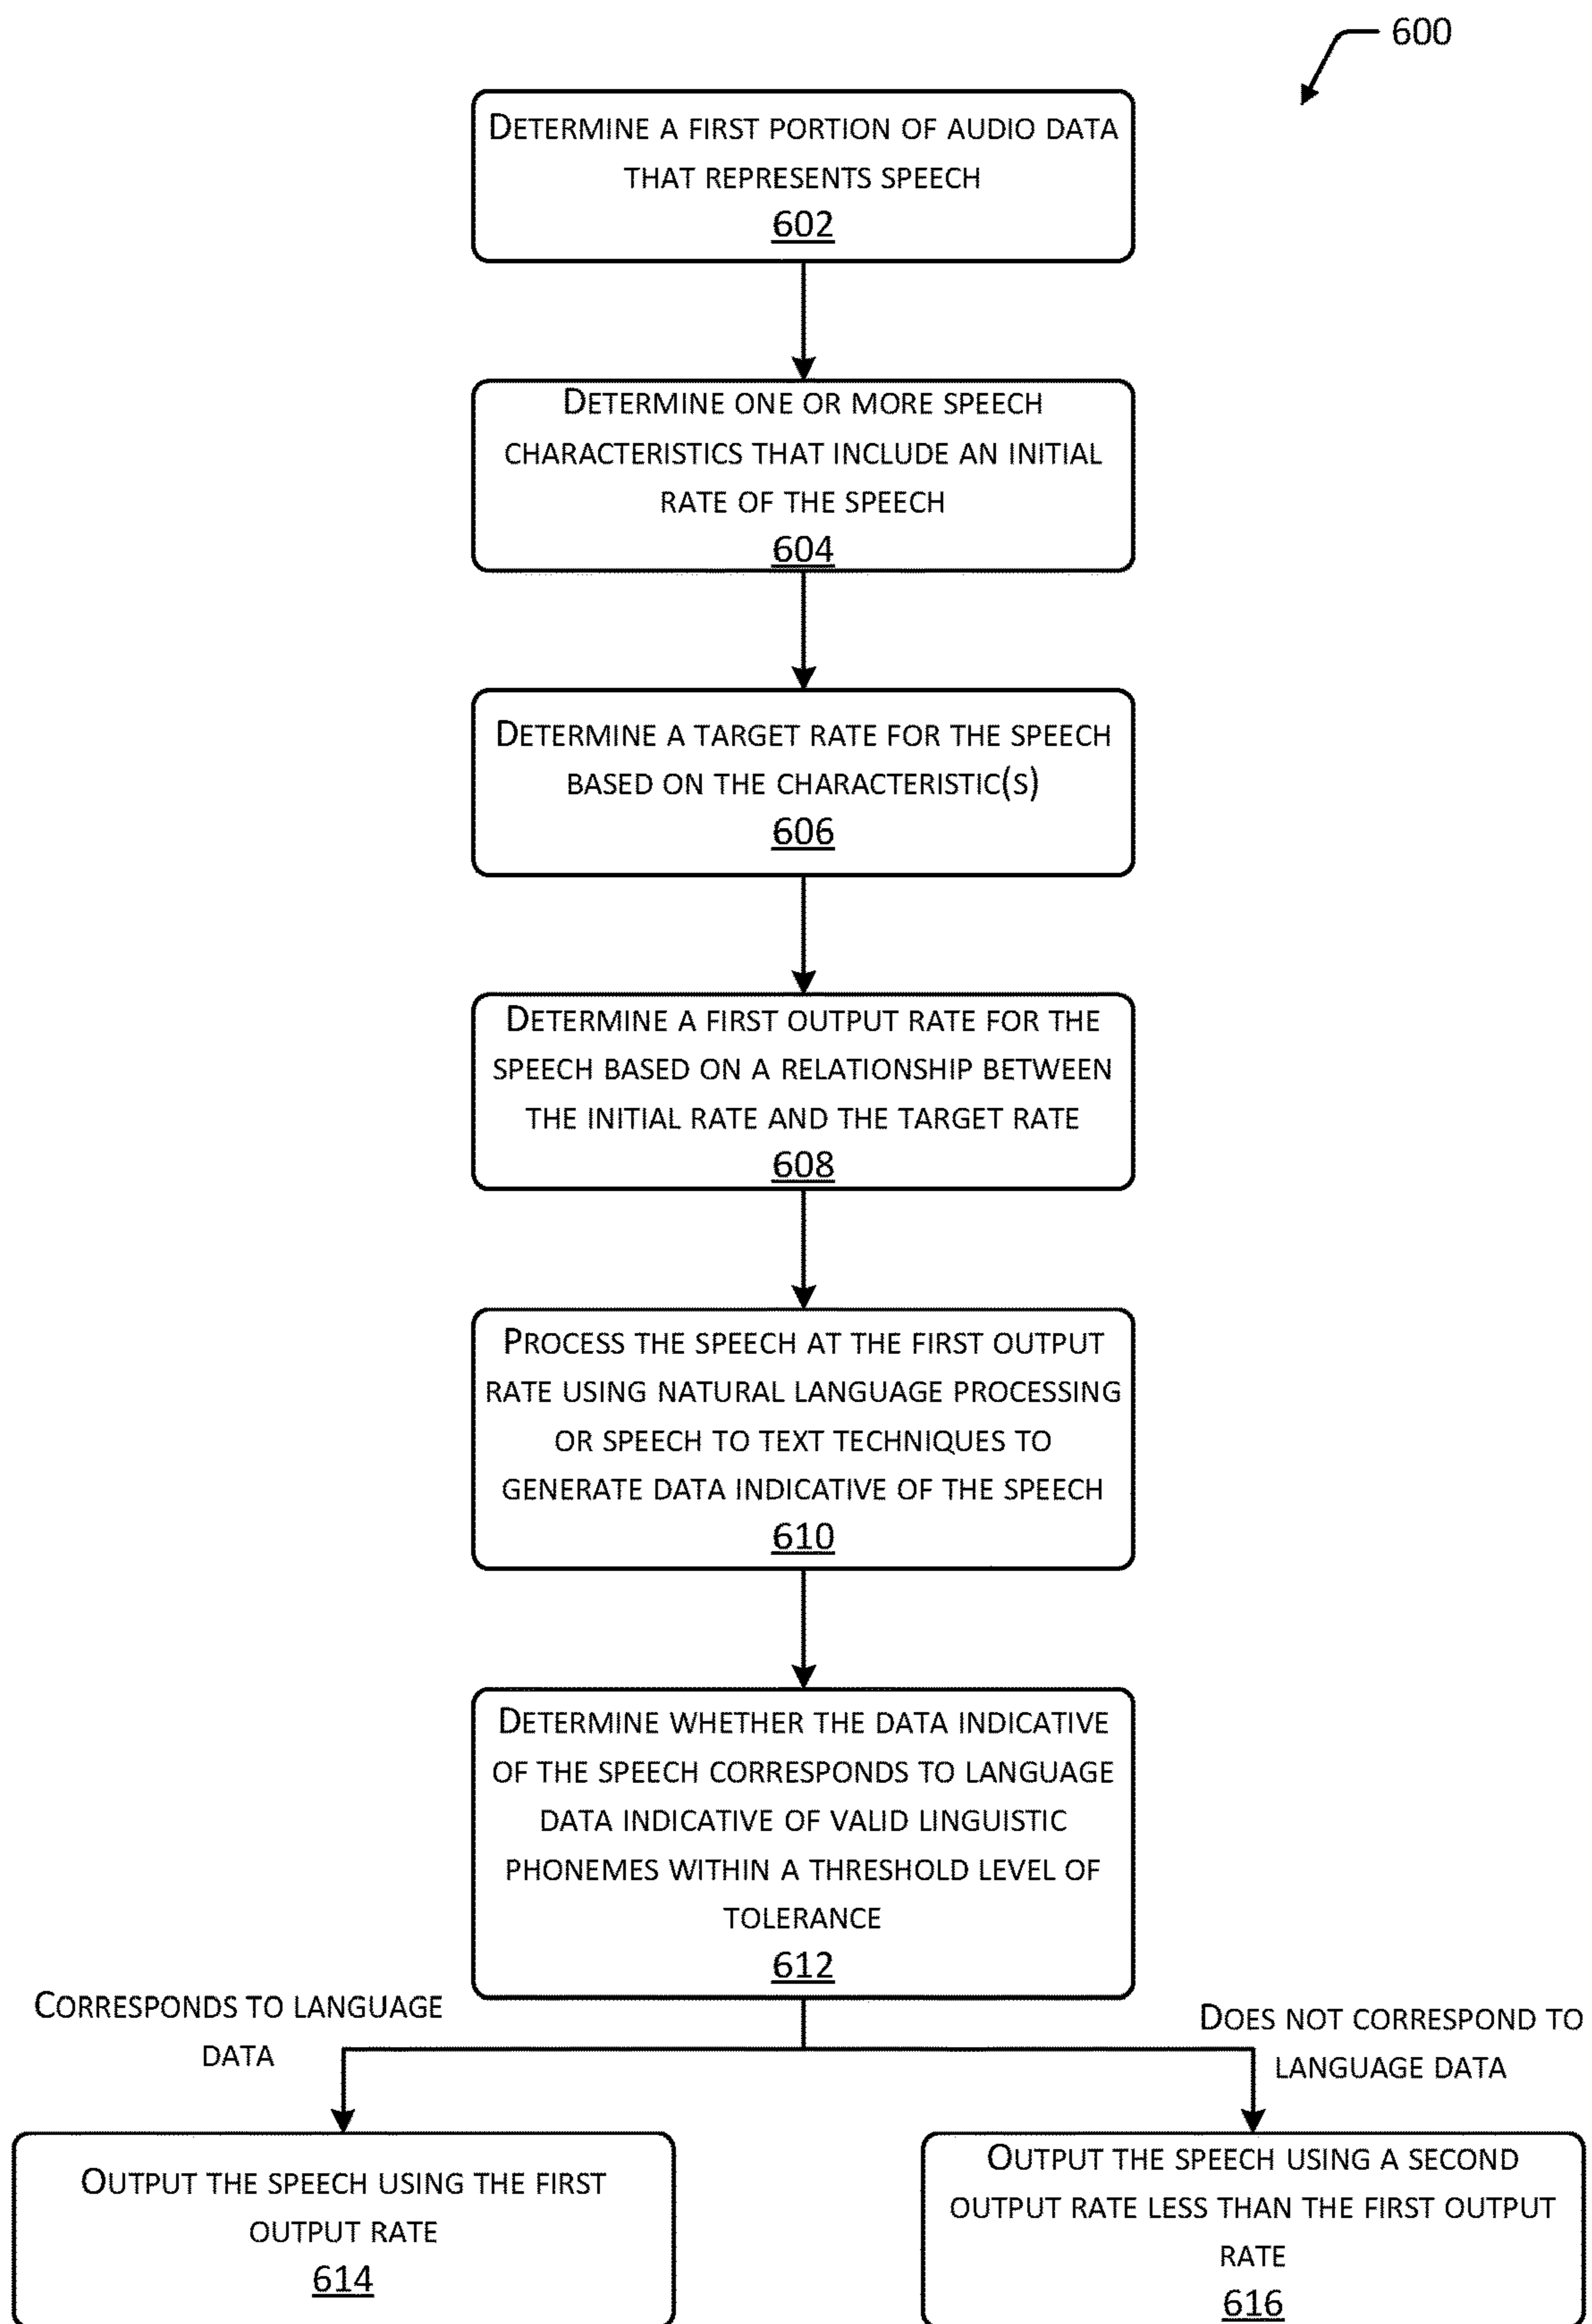 600
DETERMINE A FIRST PORTION OF AUDIO DATA
THAT REPRESENTS SPEECH
602
DETERMINE ONE OR MORE SPEECH
CHARACTERISTICS THAT INCLUDE AN INITIAL
RATE OF THE SPEECH
604
DETERMINE A TARGET RATE FOR THE SPEECH
BASED ON THE CHARACTERISTIC(S)
606
DETERMINE A FIRST OUTPUT RATE FOR THE
SPEECH BASED ON A RELATIONSHIP BETWEEN
THE INITIAL RATE AND THE TARGET RATE
608
PROCESS THE SPEECH AT THE FIRST OUTPUT
RATE USING NATURAL LANGUAGE PROCESSING
OR SPEECH TO TEXT TECHNIQUES TO
GENERATE DATA INDICATIVE OF THE SPEECH
610
DETERMINE WHETHER THE DATA INDICATIVE
OF THE SPEECH CORRESPONDS TO LANGUAGE
DATA INDICATIVE OF VALID LINGUISTIC
PHONEMES WITHIN A THRESHOLD LEVEL OF
TOLERANCE
612
CORRESPONDS TO LANGUAGE
DATA
DOES NOT CORRESPOND TO
LANGUAGE DATA
OUTPUT THE SPEECH USING THE FIRST
OUTPUT RATE
614
OUTPUT THE SPEECH USING A SECOND
OUTPUT RATE LESS THAN THE FIRST OUTPUT
RATE
616